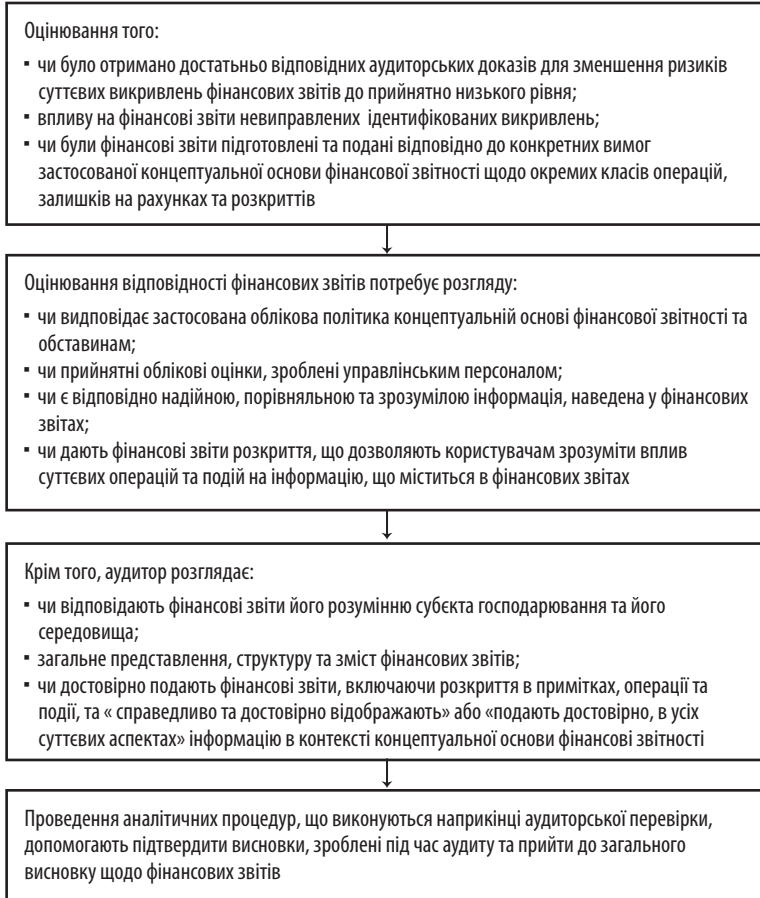 Оцінювання того:
▪ чи було отримано достатньо відповідних аудиторських доказів для зменшення ризиків
суттєвих викривлень фінансових звітів до прийнятно низького рівня;
▪ впливу на фінансові звіти невиправлених ідентифікованих викривлень;
▪ чи були фінансові звіти підготовлені та подані відповідно до конкретних вимог
застосованої концептуальної основи фінансової звітності щодо окремих класів операцій,
залишків на рахунках та розкриттів
Оцінювання відповідності фінансових звітів потребує розгляду:
▪ чи видповідає застосована облікова політика концептуальній основі фінансової звітності та
обставинам;
▪ чи прийнятні облікові оцінки, зроблені управлінським персоналом;
▪ чи є відповідно надійною, порівняльною та зрозумілою інформація, наведена у фінансових
звітах;
▪ чи дають фінансові звіти розкриття, що дозволяють користувачам зрозуміти вплив
суттєвих операцій та подій на інформацію, що міститься в фінансових звітах
Крім того, аудитор розглядає:
▪ чи відповідають фінансові звіти його розумінню субєкта господарювання та його
середовища;
▪ загальне представлення, структуру та зміст фінансових звітів;
▪ чи достовірно подають фінансові звіти, включаючи розкриття в примітках, операції та
події, та « справедливо та достовірно відображають» або «подають достовірно, в усіх
суттєвих аспектах» інформацію в контексті концептуальної основи фінансові звітності
Проведення аналітичних процедур, що виконуються наприкінці аудиторської перевірки,
допомогають підтвердити висновки, зроблені під час аудиту та прийти до загального
висновку щодо фінансових звітів